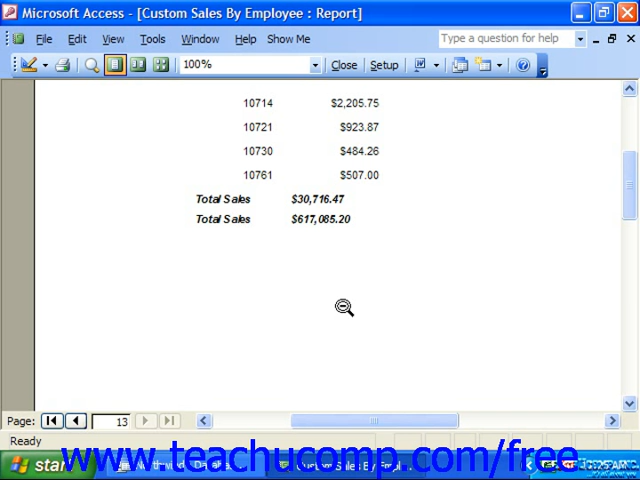 Microsoft Access - [Custom Sales By Employee : Report]
File Edit View Tools Window Help Show Me Type a question for help
100% Close Setup
10714 $2,205.75
10721 $923.87
10730 $484.26
10761 $507.00
Total Sales $30,716.47
Total Sales $617,085.20
Page: 13
Ready
www.teachucomp.com/free
start